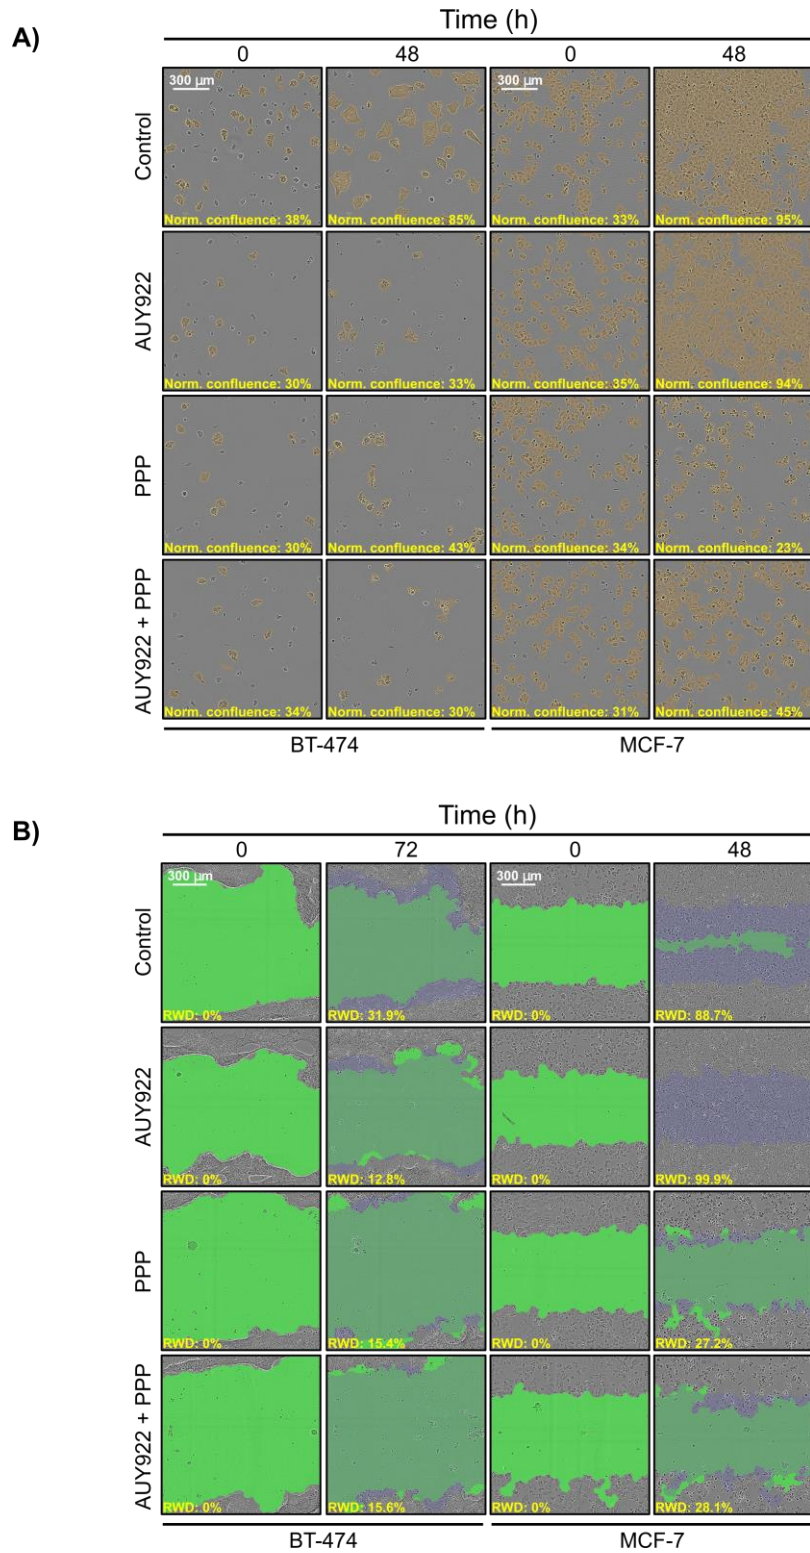 A)
Time (h)
0 48 0 48
Control
300 µm 300 µm
Norm. confluence: 38% Norm. confluence: 85% Norm. confluence: 33% Norm. confluence: 95%
AUY922
Norm. confluence: 30% Norm. confluence: 33% Norm. confluence: 35% Norm. confluence: 94%
PPP
Norm. confluence: 30% Norm. confluence: 43% Norm. confluence: 34% Norm. confluence: 23%
AUY922 + PPP
Norm. confluence: 34% Norm. confluence: 30% Norm. confluence: 31% Norm. confluence: 45%
BT-474 MCF-7
B)
Time (h)
0 72 0 48
Control
300 µm 300 µm
RWD: 0% RWD: 31.9% RWD: 0% RWD: 88.7%
AUY922
RWD: 0% RWD: 12.8% RWD: 0% RWD: 99.9%
PPP
RWD: 0% RWD: 15.4% RWD: 0% RWD: 27.2%
AUY922 + PPP
RWD: 0% RWD: 15.6% RWD: 0% RWD: 28.1%
BT-474 MCF-7